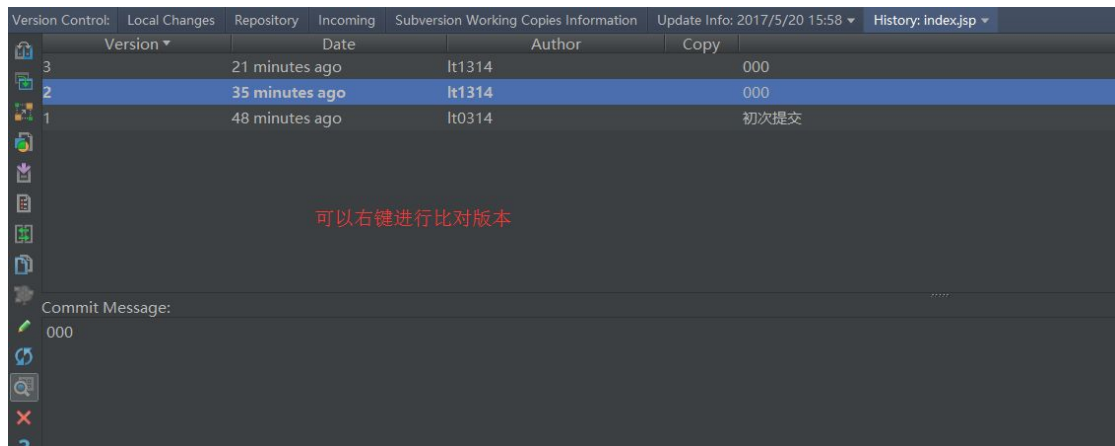 Version Control: Local Changes Repository Incoming Subversion Working Copies Information Update Info: 2017/5/20 15:58 History: index.jsp
Version Date Author Copy
3 21 minutes ago lt1314 000
2 35 minutes ago lt1314 000
1 48 minutes ago lt0314 初次提交
可以右键进行比对版本
Commit Message:
000